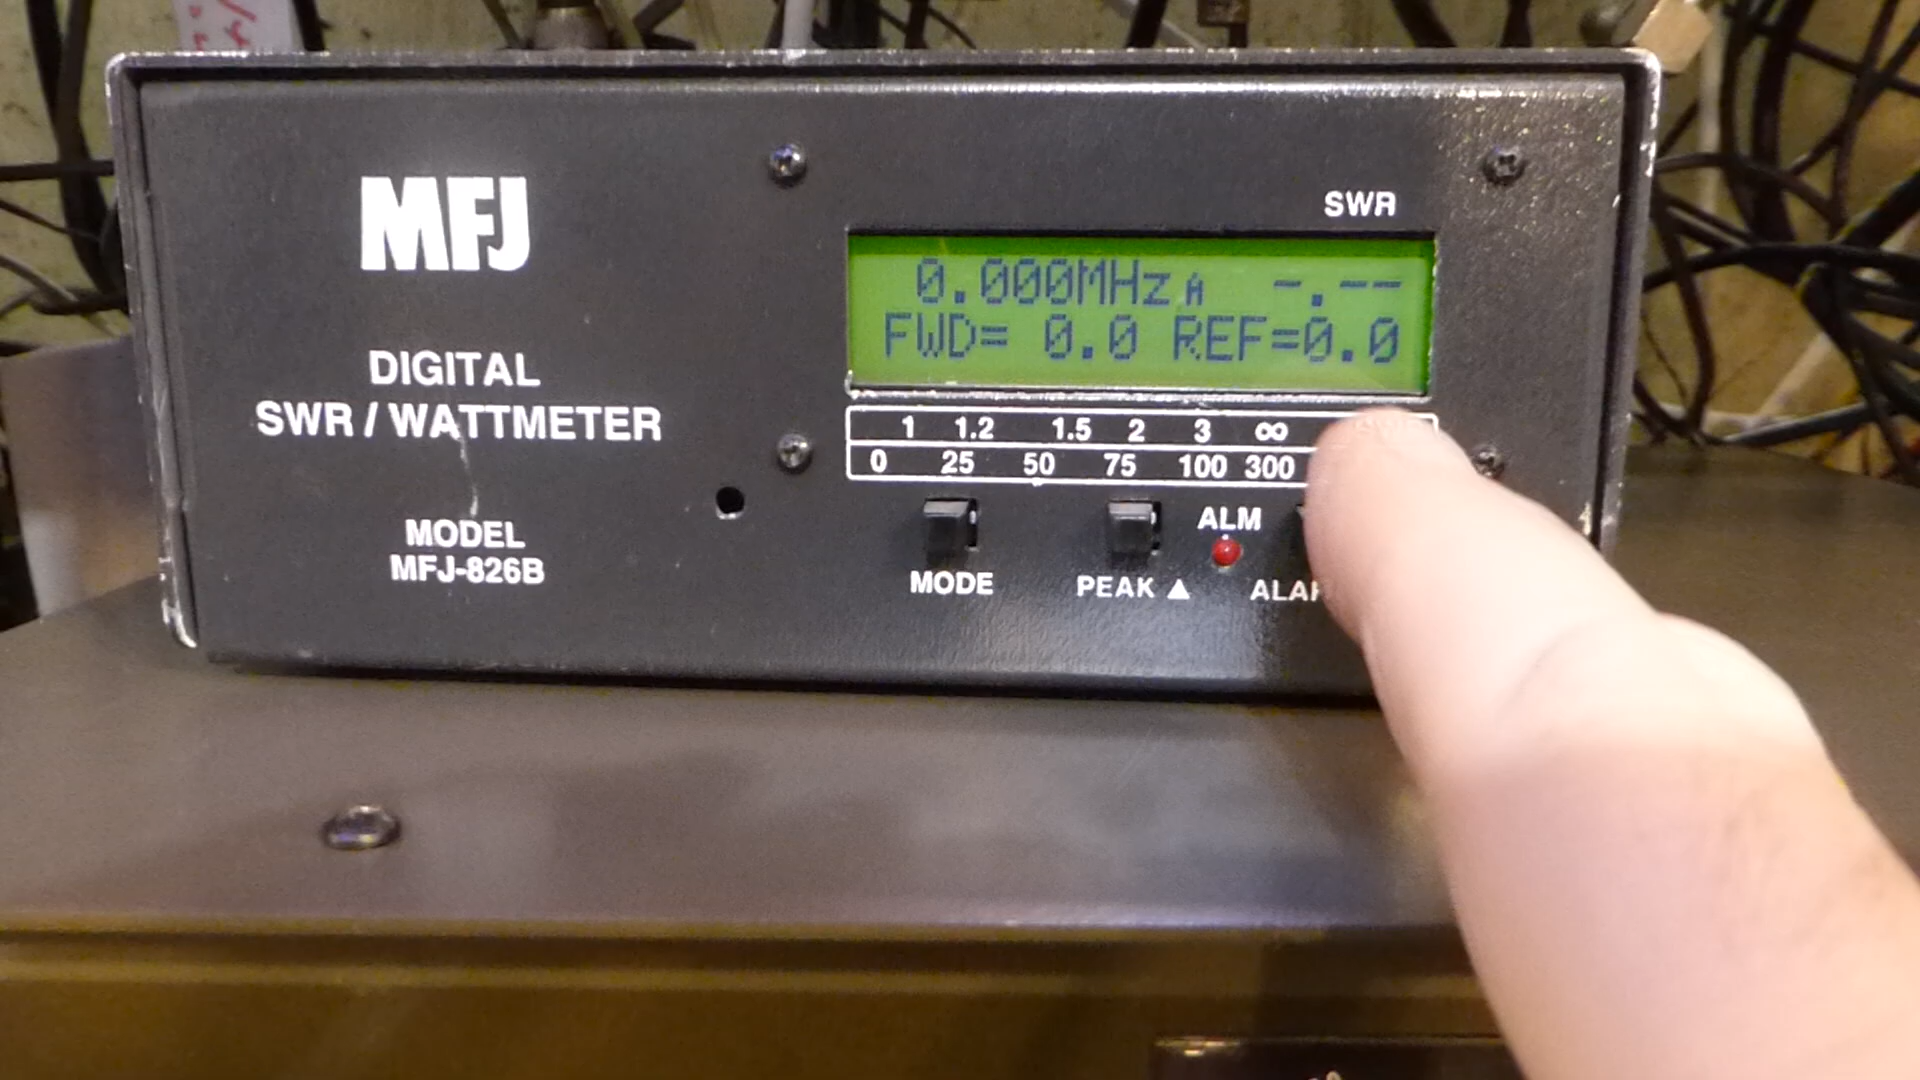 MFJ
DIGITAL
SWR / WATTMETER
MODEL
MFJ-826B
SWR
0.000MHz A -.--
FWD= 0.0 REF=0.0
1 1.2 1.5 2 3 ∞
0 25 50 75 100 300
ALM
MODE
PEAK ▲